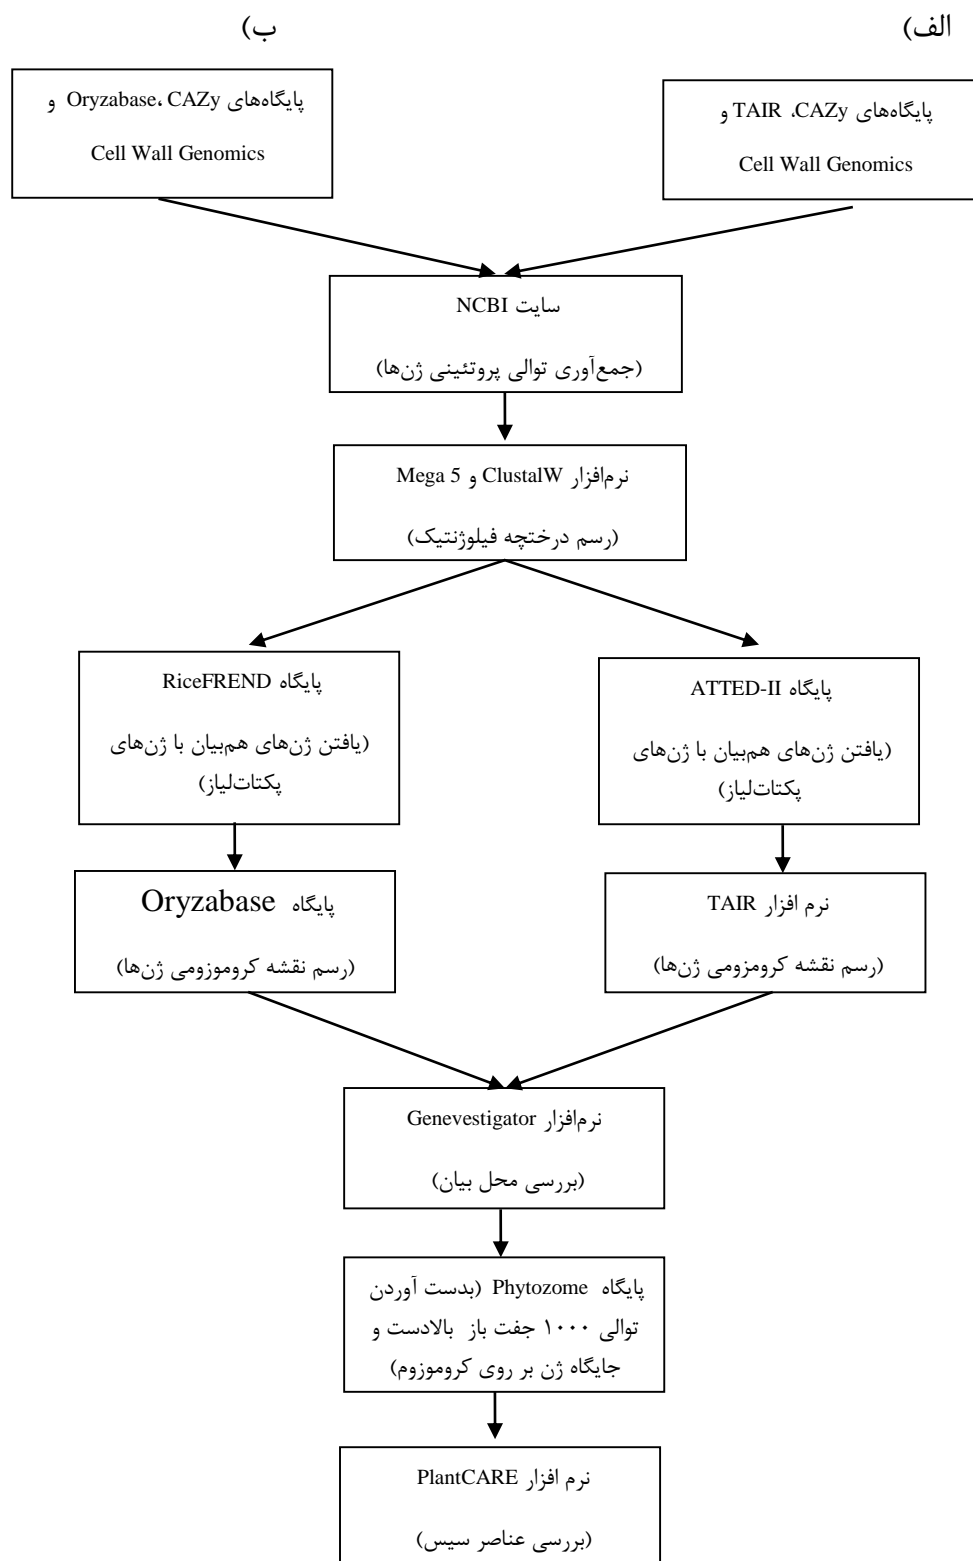 الف)
ب)
پایگاه‌های TAIR ،CAZy و
Cell Wall Genomics
پایگاه‌های Oryzabase، CAZy و
Cell Wall Genomics
سایت NCBI
(جمع‌آوری توالی پروتئینی ژن‌ها)
نرم‌افزار ClustalW و Mega 5
(رسم درختچه فیلوژنتیک)
پایگاه ATTED-II
(یافتن ژن‌های هم‌بیان با ژن‌های
پکتات‌لیاز)
پایگاه RiceFREND
(یافتن ژن‌های هم‌بیان با ژن‌های
پکتات‌لیاز)
نرم افزار TAIR
(رسم نقشه کرومزومی ژن‌ها)
پایگاه Oryzabase
(رسم نقشه کروموزومی ژن‌ها)
نرم‌افزار Genevestigator
(بررسی محل بیان)
پایگاه Phytozome (بدست آوردن
توالی ۱۰۰۰ جفت باز بالادست و
جایگاه ژن بر روی کروموزوم)
نرم افزار PlantCARE
(بررسی عناصر سیس)